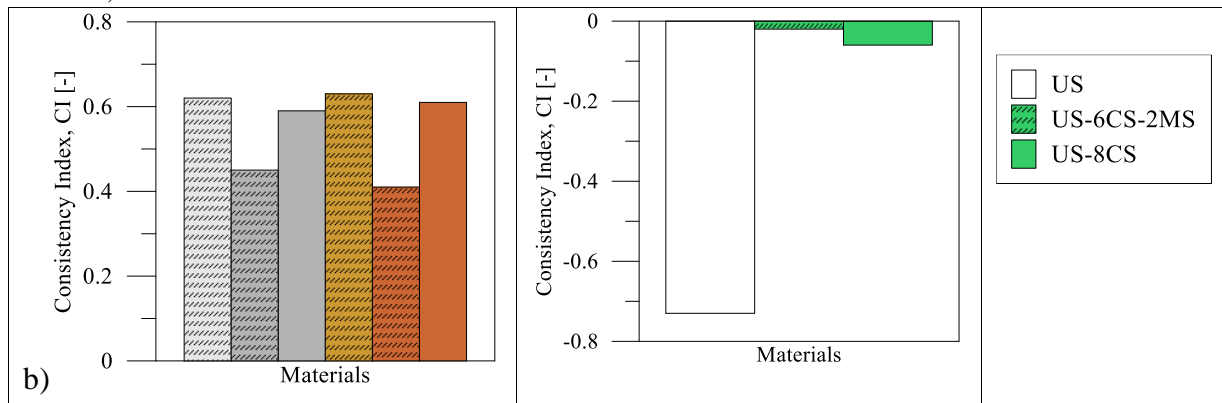 b)
Consistency Index, CI [-]
0.8
0.6
0.4
0.2
0
Materials
Consistency Index, CI [-]
0
-0.2
-0.4
-0.6
-0.8
Materials
US
US-6CS-2MS
US-8CS